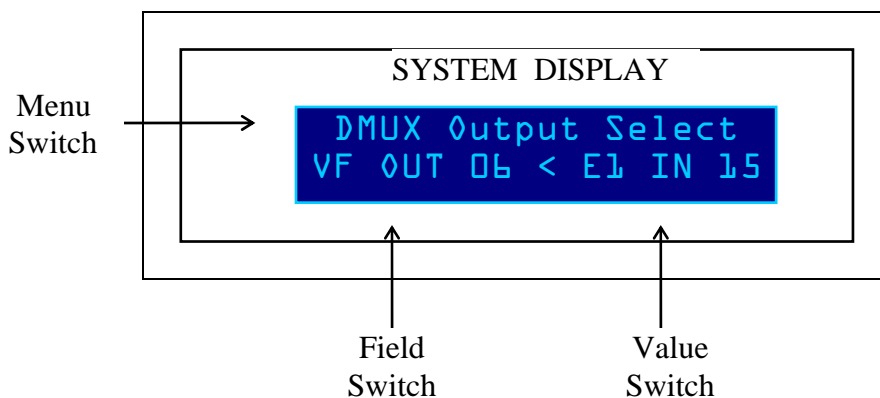 SYSTEM DISPLAY
Menu
Switch
DMUX Output Select
VF OUT 06 < E1 IN 15
Field
Switch
Value
Switch